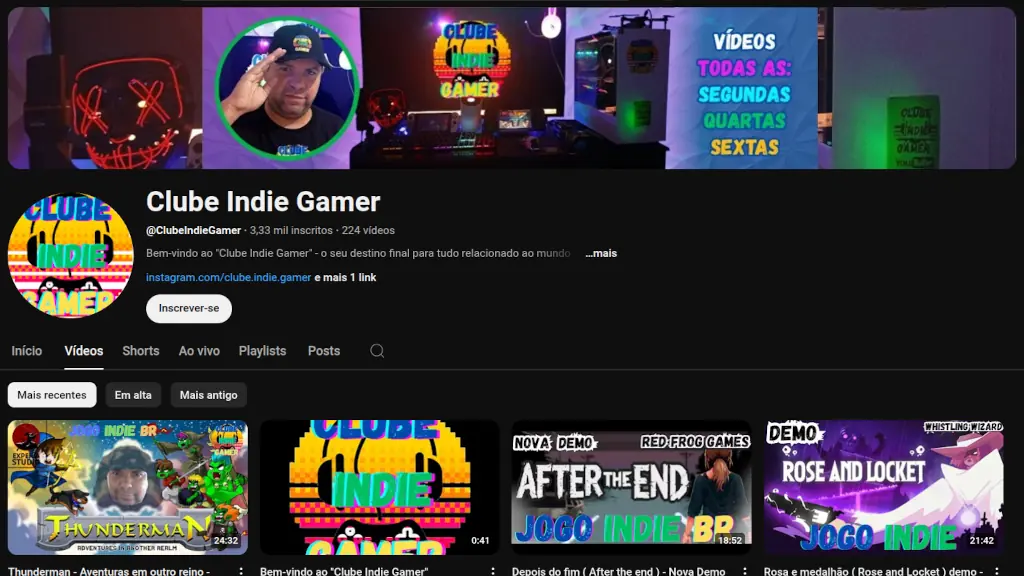 CLUBE
INDIE
GAMER
VÍDEOS
TODAS AS:
SEGUNDAS
QUARTAS
SEXTAS
CLUBE
INDIE
GAMER
CLUBE
INDIE
GAMER
Clube Indie Gamer
@ClubeIndieGamer · 3,33 mil inscritos · 224 vídeos
Bem-vindo ao "Clube Indie Gamer" - o seu destino final para tudo relacionado ao mundo ...mais
instagram.com/clube.indie.gamer e mais 1 link
Inscrever-se
Início Vídeos Shorts Ao vivo Playlists Posts
Mais recentes Em alta Mais antigo
JOGO INDIE BR
THUNDERMAN
ADVENTURES IN ANOTHER REALM
24:32
CLUBE
INDIE
GAMER
0:41
NOVA DEMO RED FROG GAMES
AFTER THE END
JOGO INDIE BR
18:52
DEMO WHISTLING WIZARD
ROSE AND LOCKET
JOGO INDIE
21:42
Thunderman - Aventuras em outro reino -
Bem-vindo ao "Clube Indie Gamer"
Depois do fim ( After the end ) - Nova Demo
Rosa e medalhão ( Rose and Locket ) demo -